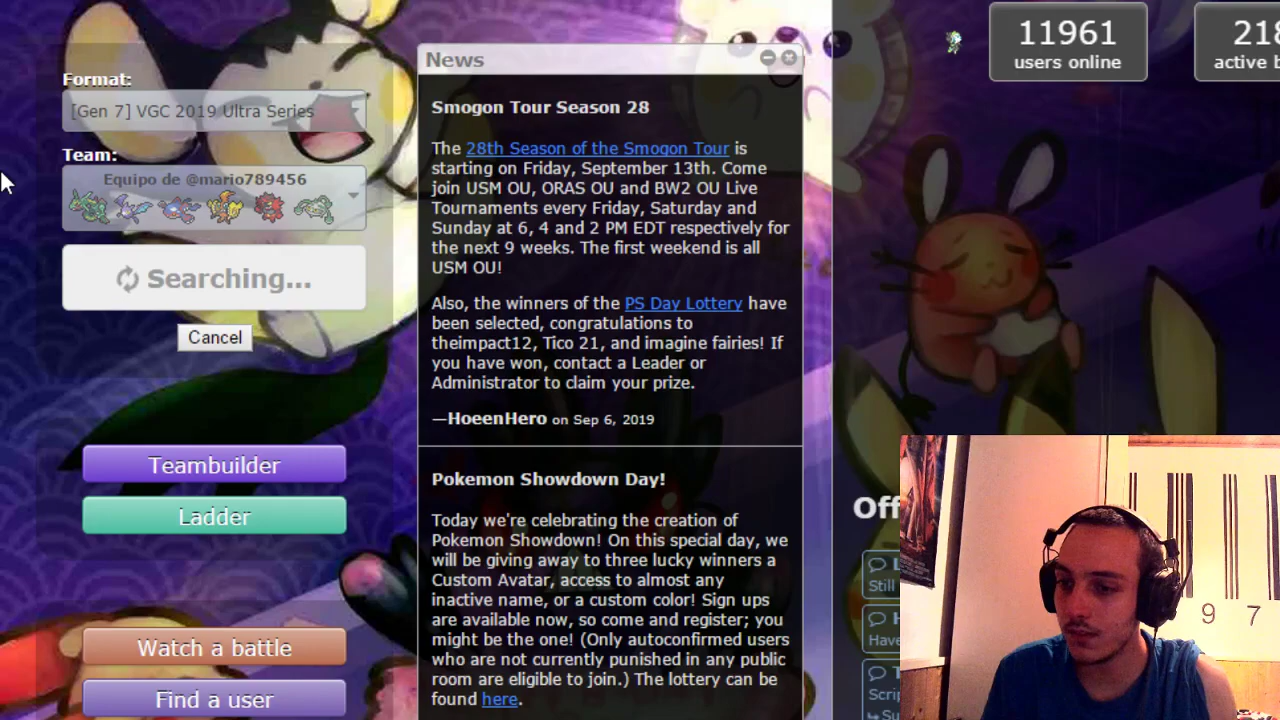 Format:
[Gen 7] VGC 2019 Ultra Series
Team:
Equipo de @mario789456
Searching...
Cancel
Teambuilder
Ladder
Watch a battle
Find a user
News
Smogon Tour Season 28
The 28th Season of the Smogon Tour is
starting on Friday, September 13th. Come
join USM OU, ORAS OU and BW2 OU Live
Tournaments every Friday, Saturday and
Sunday at 6, 4 and 2 PM EDT respectively for
the next 9 weeks. The first weekend is all
USM OU!
Also, the winners of the PS Day Lottery have
been selected, congratulations to
theimpact12, Tico 21, and imagine fairies! If
you have won, contact a Leader or
Administrator to claim your prize.
—HoeenHero on Sep 6, 2019
Pokemon Showdown Day!
Today we're celebrating the creation of
Pokemon Showdown! On this special day, we
will be giving away to three lucky winners a
Custom Avatar, access to almost any
inactive name, or a custom color! Sign ups
are available now, so come and register; you
might be the one! (Only autoconfirmed users
who are not currently punished in any public
room are eligible to join.) The lottery can be
found here.
11961
users online
218
active b
Off
L
Still
H
Have
T
Scrip
Su
9 7